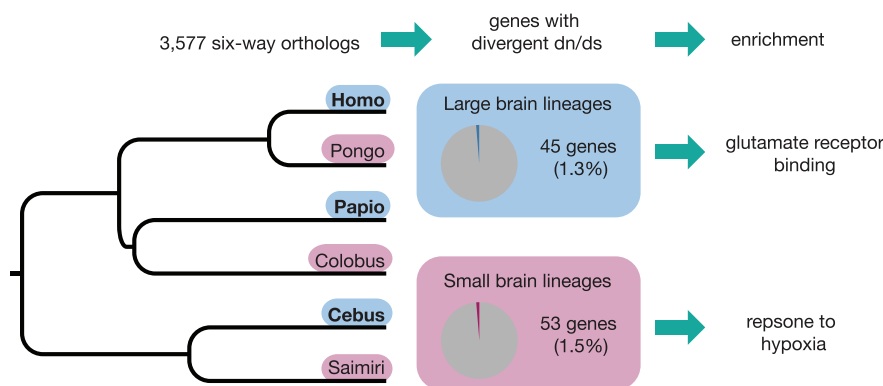 3,577 six-way orthologs
genes with
divergent dn/ds
enrichment
Homo
Pongo
Papio
Colobus
Cebus
Saimiri
Large brain lineages
45 genes
(1.3%)
glutamate receptor
binding
Small brain lineages
53 genes
(1.5%)
repsone to
hypoxia